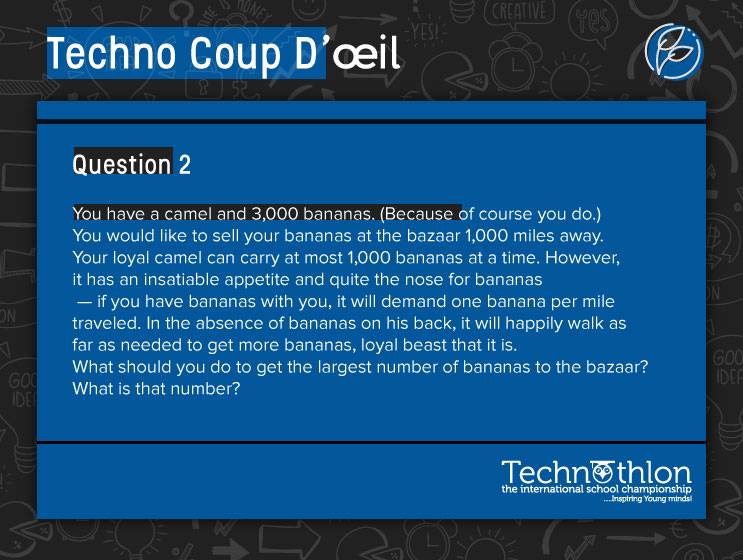 CREATIVE
YES
YES!
Techno Coup D’œil
Question 2
You have a camel and 3,000 bananas. (Because of course you do.)
You would like to sell your bananas at the bazaar 1,000 miles away.
Your loyal camel can carry at most 1,000 bananas at a time. However,
it has an insatiable appetite and quite the nose for bananas
— if you have bananas with you, it will demand one banana per mile
traveled. In the absence of bananas on his back, it will happily walk as
far as needed to get more bananas, loyal beast that it is.
What should you do to get the largest number of bananas to the bazaar?
What is that number?
GOOD
Techn thlon
the international school championship
....Inspiring Young minds!